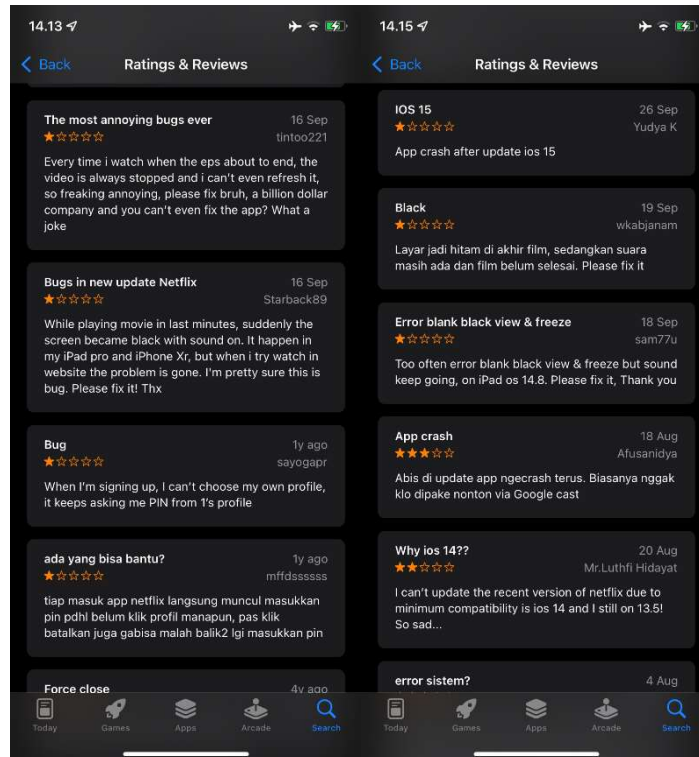 14.13
Back
Ratings & Reviews
The most annoying bugs ever
16 Sep
tintoo221
Every time i watch when the eps about to end, the
video is always stopped and i can't even refresh it,
so freaking annoying, please fix bruh, a billion dollar
company and you can't even fix the app? What a
joke
Bugs in new update Netflix
16 Sep
Starback89
While playing movie in last minutes, suddenly the
screen became black with sound on. It happen in
my iPad pro and iPhone Xr, but when i try watch in
website the problem is gone. I'm pretty sure this is
bug. Please fix it! Thx
Bug
1y ago
sayogapr
When I'm signing up, I can't choose my own profile,
it keeps asking me PIN from 1's profile
ada yang bisa bantu?
1y ago
mffdssssss
tiap masuk app netflix langsung muncul masukkan
pin pdhl belum klik profil manapun, pas klik
batalkan juga gabisa malah balik2 lgi masukkan pin
Force close
4y ago
Today
Games
Apps
Arcade
Search
14.15
Back
Ratings & Reviews
IOS 15
26 Sep
Yudya K
App crash after update ios 15
Black
19 Sep
wkabjanam
Layar jadi hitam di akhir film, sedangkan suara
masih ada dan film belum selesai. Please fix it
Error blank black view & freeze
18 Sep
sam77u
Too often error blank black view & freeze but sound
keep going, on iPad os 14.8. Please fix it, Thank you
App crash
18 Aug
Afusanidya
Abis di update app ngecrash terus. Biasanya nggak
klo dipake nonton via Google cast
Why ios 14??
20 Aug
Mr.Luthfi Hidayat
I can't update the recent version of netflix due to
minimum compatibility is ios 14 and I still on 13.5!
So sad...
error sistem?
4 Aug
Today
Games
Apps
Arcade
Search